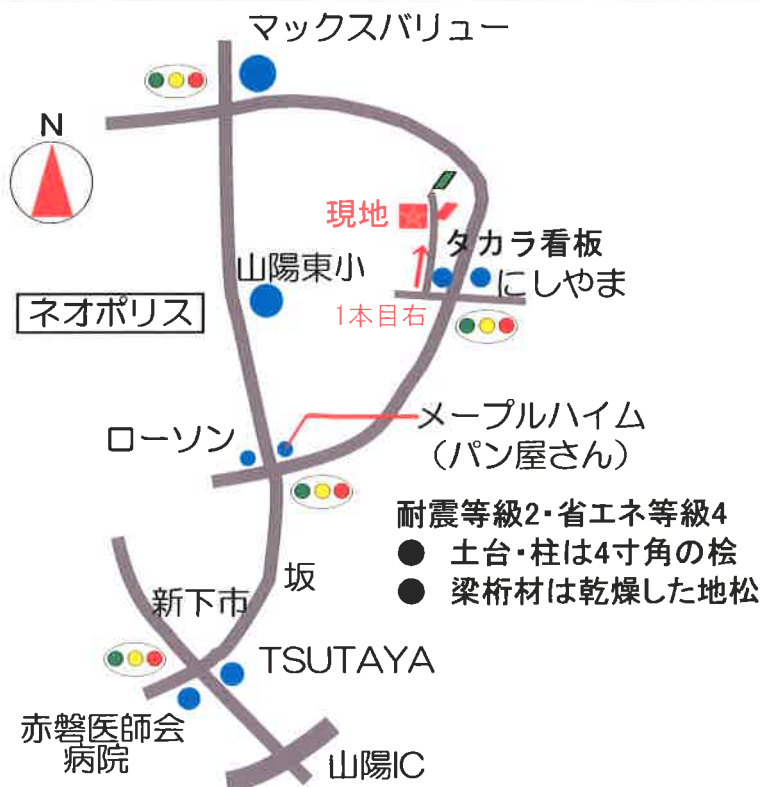 マックスバリュー
N
現地
タカラ看板
山陽東小
にしやま
ネオポリス
1本目右
メープルハイム
(パン屋さん)
ローソン
耐震等級2・省エネ等級4
● 土台・柱は4寸角の桧
● 梁桁材は乾燥した地松
坂
新下市
TSUTAYA
赤磐医師会
病院
山陽IC